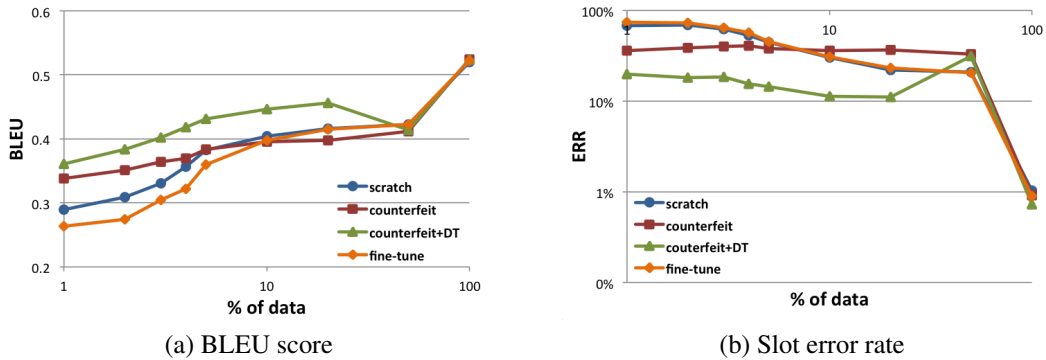 0.6
0.5
0.4
0.3
0.2
BLEU
1
10
100
% of data
scratch
counterfeit
counterfeit+DT
fine-tune
(a) BLEU score
100%
10%
1%
0%
ERR
1
10
100
scratch
counterfeit
couterfeit+DT
fine-tune
% of data
(b) Slot error rate